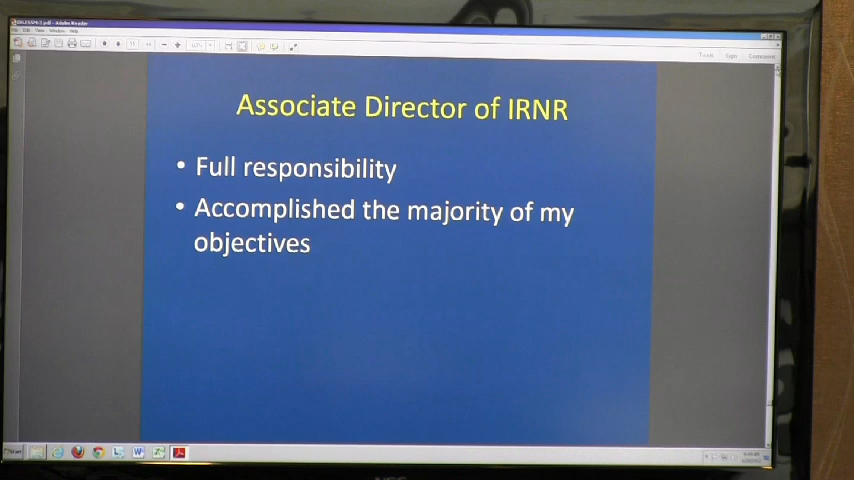 Associate Director of IRNR
• Full responsibility
• Accomplished the majority of my
objectives